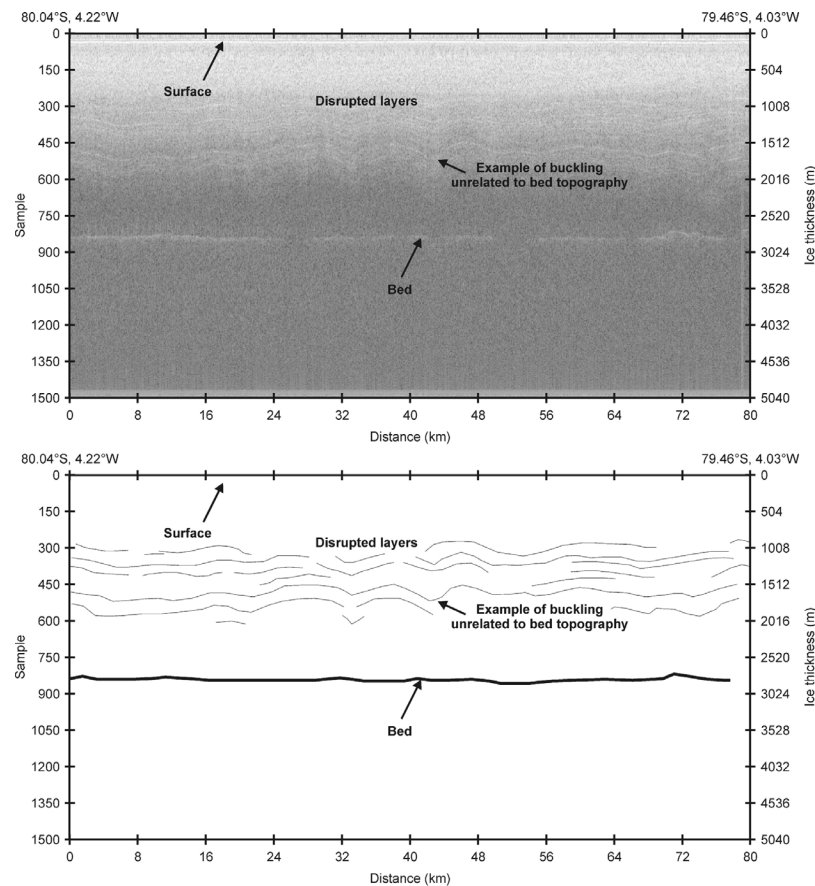 80.04°S, 4.22°W 79.46°S, 4.03°W
0 0
Surface
150 504
Disrupted layers
300 1008
450 1512
Example of buckling
unrelated to bed topography
600 2016
750 2520
900 3024
Bed
1050 3528
1200 4032
1350 4536
1500 5040
Sample
Ice thickness (m)
0 8 16 24 32 40 48 56 64 72 80
Distance (km)
80.04°S, 4.22°W 79.46°S, 4.03°W
0 0
150 504
Surface
Disrupted layers
300 1008
450 1512
Example of buckling
unrelated to bed topography
600 2016
750 2520
900 3024
Bed
1050 3528
1200 4032
1350 4536
1500 5040
Sample
Ice thickness (m)
0 8 16 24 32 40 48 56 64 72 80
Distance (km)